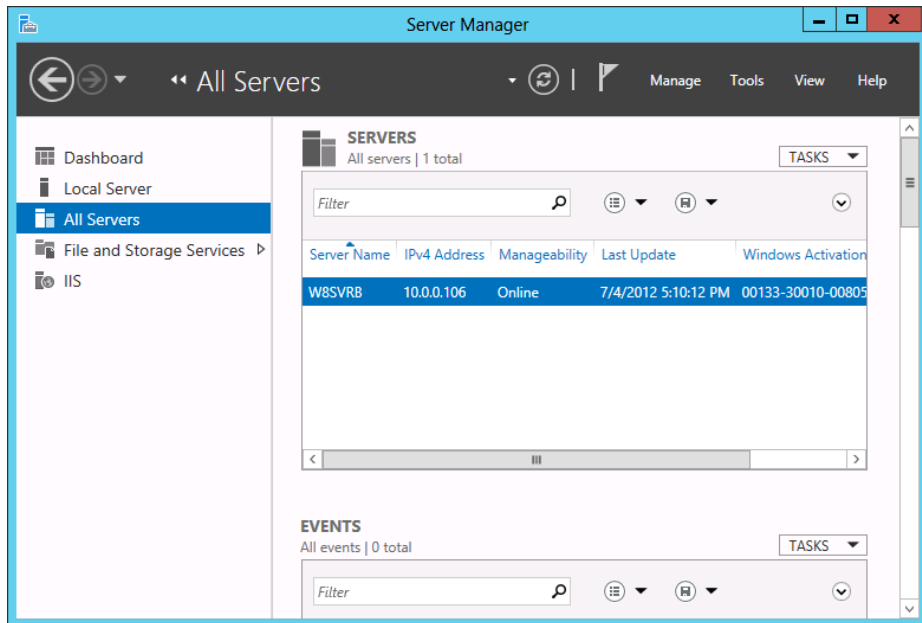 Server Manager
All Servers
Manage Tools View Help
Dashboard
Local Server
All Servers
File and Storage Services
IIS
SERVERS
All servers | 1 total
TASKS
Filter
Server Name IPv4 Address Manageability Last Update Windows Activation
W8SVRB 10.0.0.106 Online 7/4/2012 5:10:12 PM 00133-30010-00805
EVENTS
All events | 0 total
TASKS
Filter